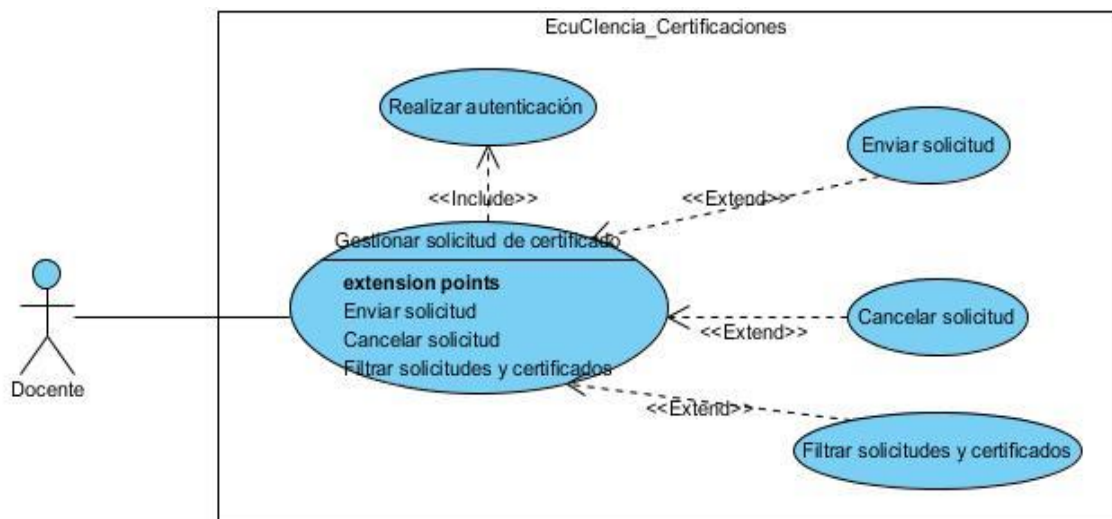 EcuCIencia_Certificaciones
Realizar autenticación
Enviar solicitud
<<Include>>
<<Extend>>
Gestionar solicitud de certificado
extension points
Enviar solicitud
Cancelar solicitud
Filtrar solicitudes y certificados
Cancelar solicitud
<<Extend>>
<<Extend>>
Filtrar solicitudes y certificados
Docente